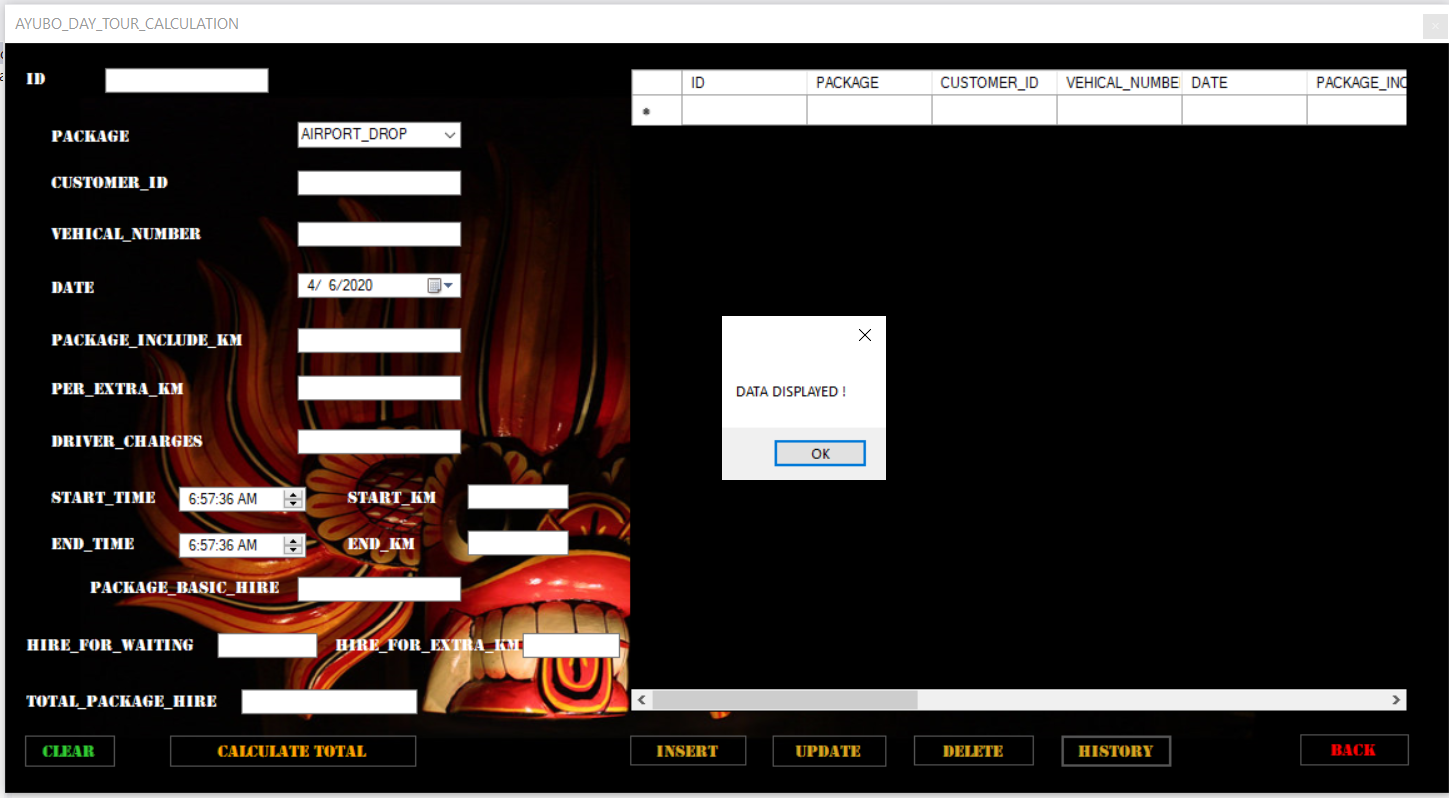 AYUBO_DAY_TOUR_CALCULATION
ID
PACKAGE AIRPORT_DROP
CUSTOMER_ID
VEHICAL_NUMBER
DATE 4/ 6/2020
PACKAGE_INCLUDE_KM
PER_EXTRA_KM
DRIVER_CHARGES
START_TIME 6:57:36 AM START_KM
END_TIME 6:57:36 AM END_KM
PACKAGE_BASIC_HIRE
HIRE_FOR_WAITING HIRE_FOR_EXTRA_KM
TOTAL_PACKAGE_HIRE
ID PACKAGE CUSTOMER_ID VEHICAL_NUMBE DATE PACKAGE_INC
DATA DISPLAYED !
OK
CLEAR CALCULATE TOTAL INSERT UPDATE DELETE HISTORY BACK